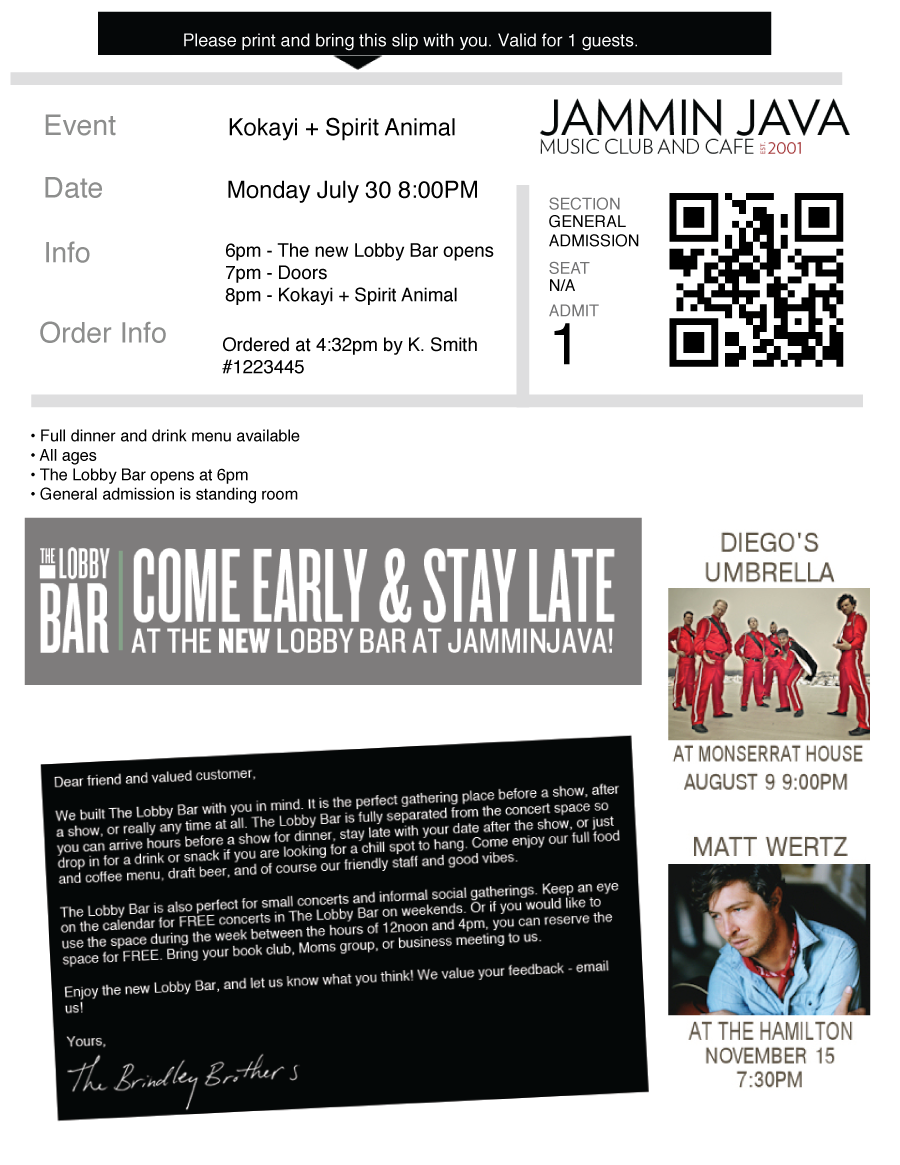 Please print and bring this slip with you. Valid for 1 guests.
Event
Kokayi + Spirit Animal
Date
Monday July 30 8:00PM
Info
6pm - The new Lobby Bar opens
7pm - Doors
8pm - Kokayi + Spirit Animal
Order Info
Ordered at 4:32pm by K. Smith
#1223445
JAMMIN JAVA
MUSIC CLUB AND CAFE EST. 2001
SECTION
GENERAL
ADMISSION
SEAT
N/A
ADMIT
1
• Full dinner and drink menu available
• All ages
• The Lobby Bar opens at 6pm
• General admission is standing room
THE LOBBY
BAR
COME EARLY & STAY LATE
AT THE NEW LOBBY BAR AT JAMMINJAVA!
Dear friend and valued customer,
We built The Lobby Bar with you in mind. It is the perfect gathering place before a show, after
a show, or really any time at all. The Lobby Bar is fully separated from the concert space so
you can arrive hours before a show for dinner, stay late with your date after the show, or just
drop in for a drink or snack if you are looking for a chill spot to hang. Come enjoy our full food
and coffee menu, draft beer, and of course our friendly staff and good vibes.
The Lobby Bar is also perfect for small concerts and informal social gatherings. Keep an eye
on the calendar for FREE concerts in The Lobby Bar on weekends. Or if you would like to
use the space during the week between the hours of 12noon and 4pm, you can reserve the
space for FREE. Bring your book club, Moms group, or business meeting to us.
Enjoy the new Lobby Bar, and let us know what you think! We value your feedback - email
us!
Yours,
The Brindley Brothers
DIEGO'S
UMBRELLA
AT MONSERRAT HOUSE
AUGUST 9 9:00PM
MATT WERTZ
AT THE HAMILTON
NOVEMBER 15
7:30PM